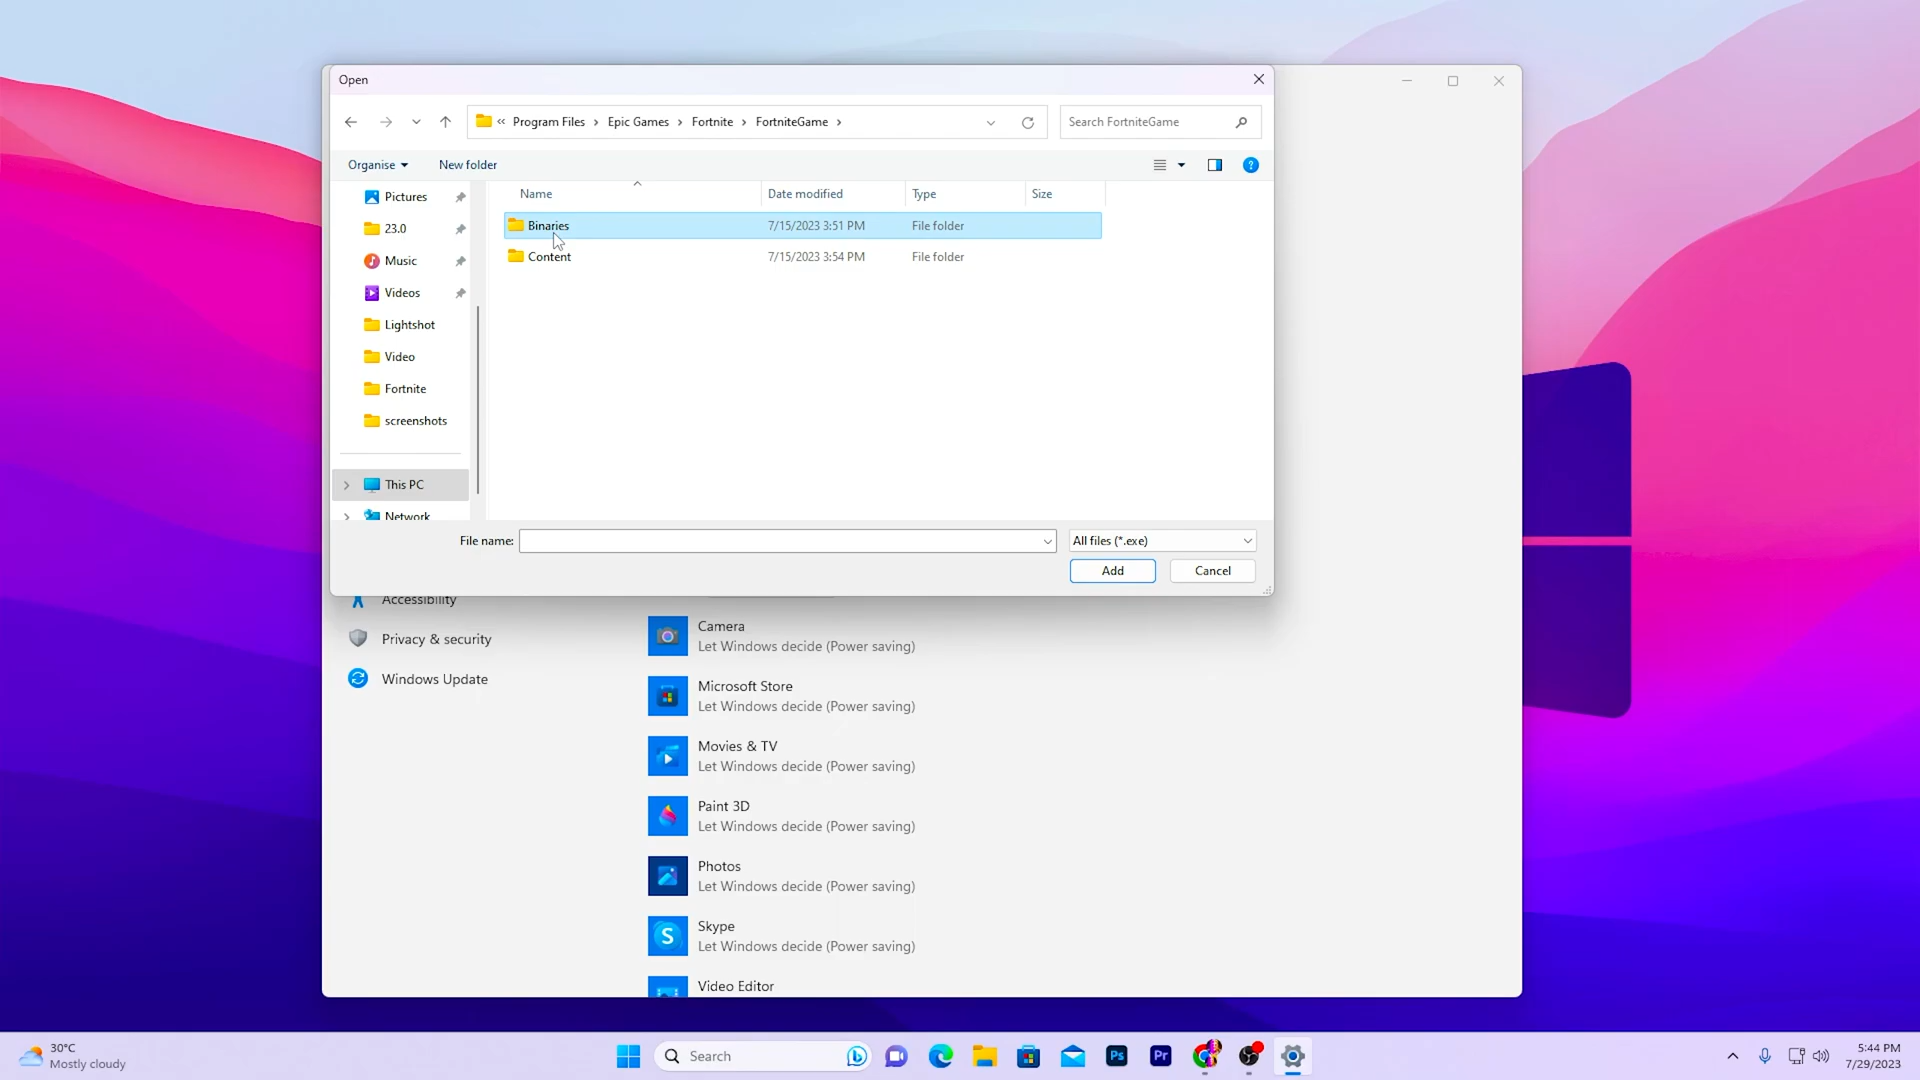 Open
« Program Files › Epic Games › Fortnite › FortniteGame ›
Search FortniteGame
Organise
New folder
Name
Date modified
Type
Size
Pictures
23.0
Music
Videos
Lightshot
Video
Fortnite
screenshots
This PC
Network
Binaries
7/15/2023 3:51 PM
File folder
Content
7/15/2023 3:54 PM
File folder
File name:
All files (*.exe)
Add
Cancel
Accessibility
Privacy & security
Windows Update
Camera
Let Windows decide (Power saving)
Microsoft Store
Let Windows decide (Power saving)
Movies & TV
Let Windows decide (Power saving)
Paint 3D
Let Windows decide (Power saving)
Photos
Let Windows decide (Power saving)
Skype
Let Windows decide (Power saving)
Video Editor
30°C
Mostly cloudy
Search
Ps
Pr
5:44 PM
7/29/2023